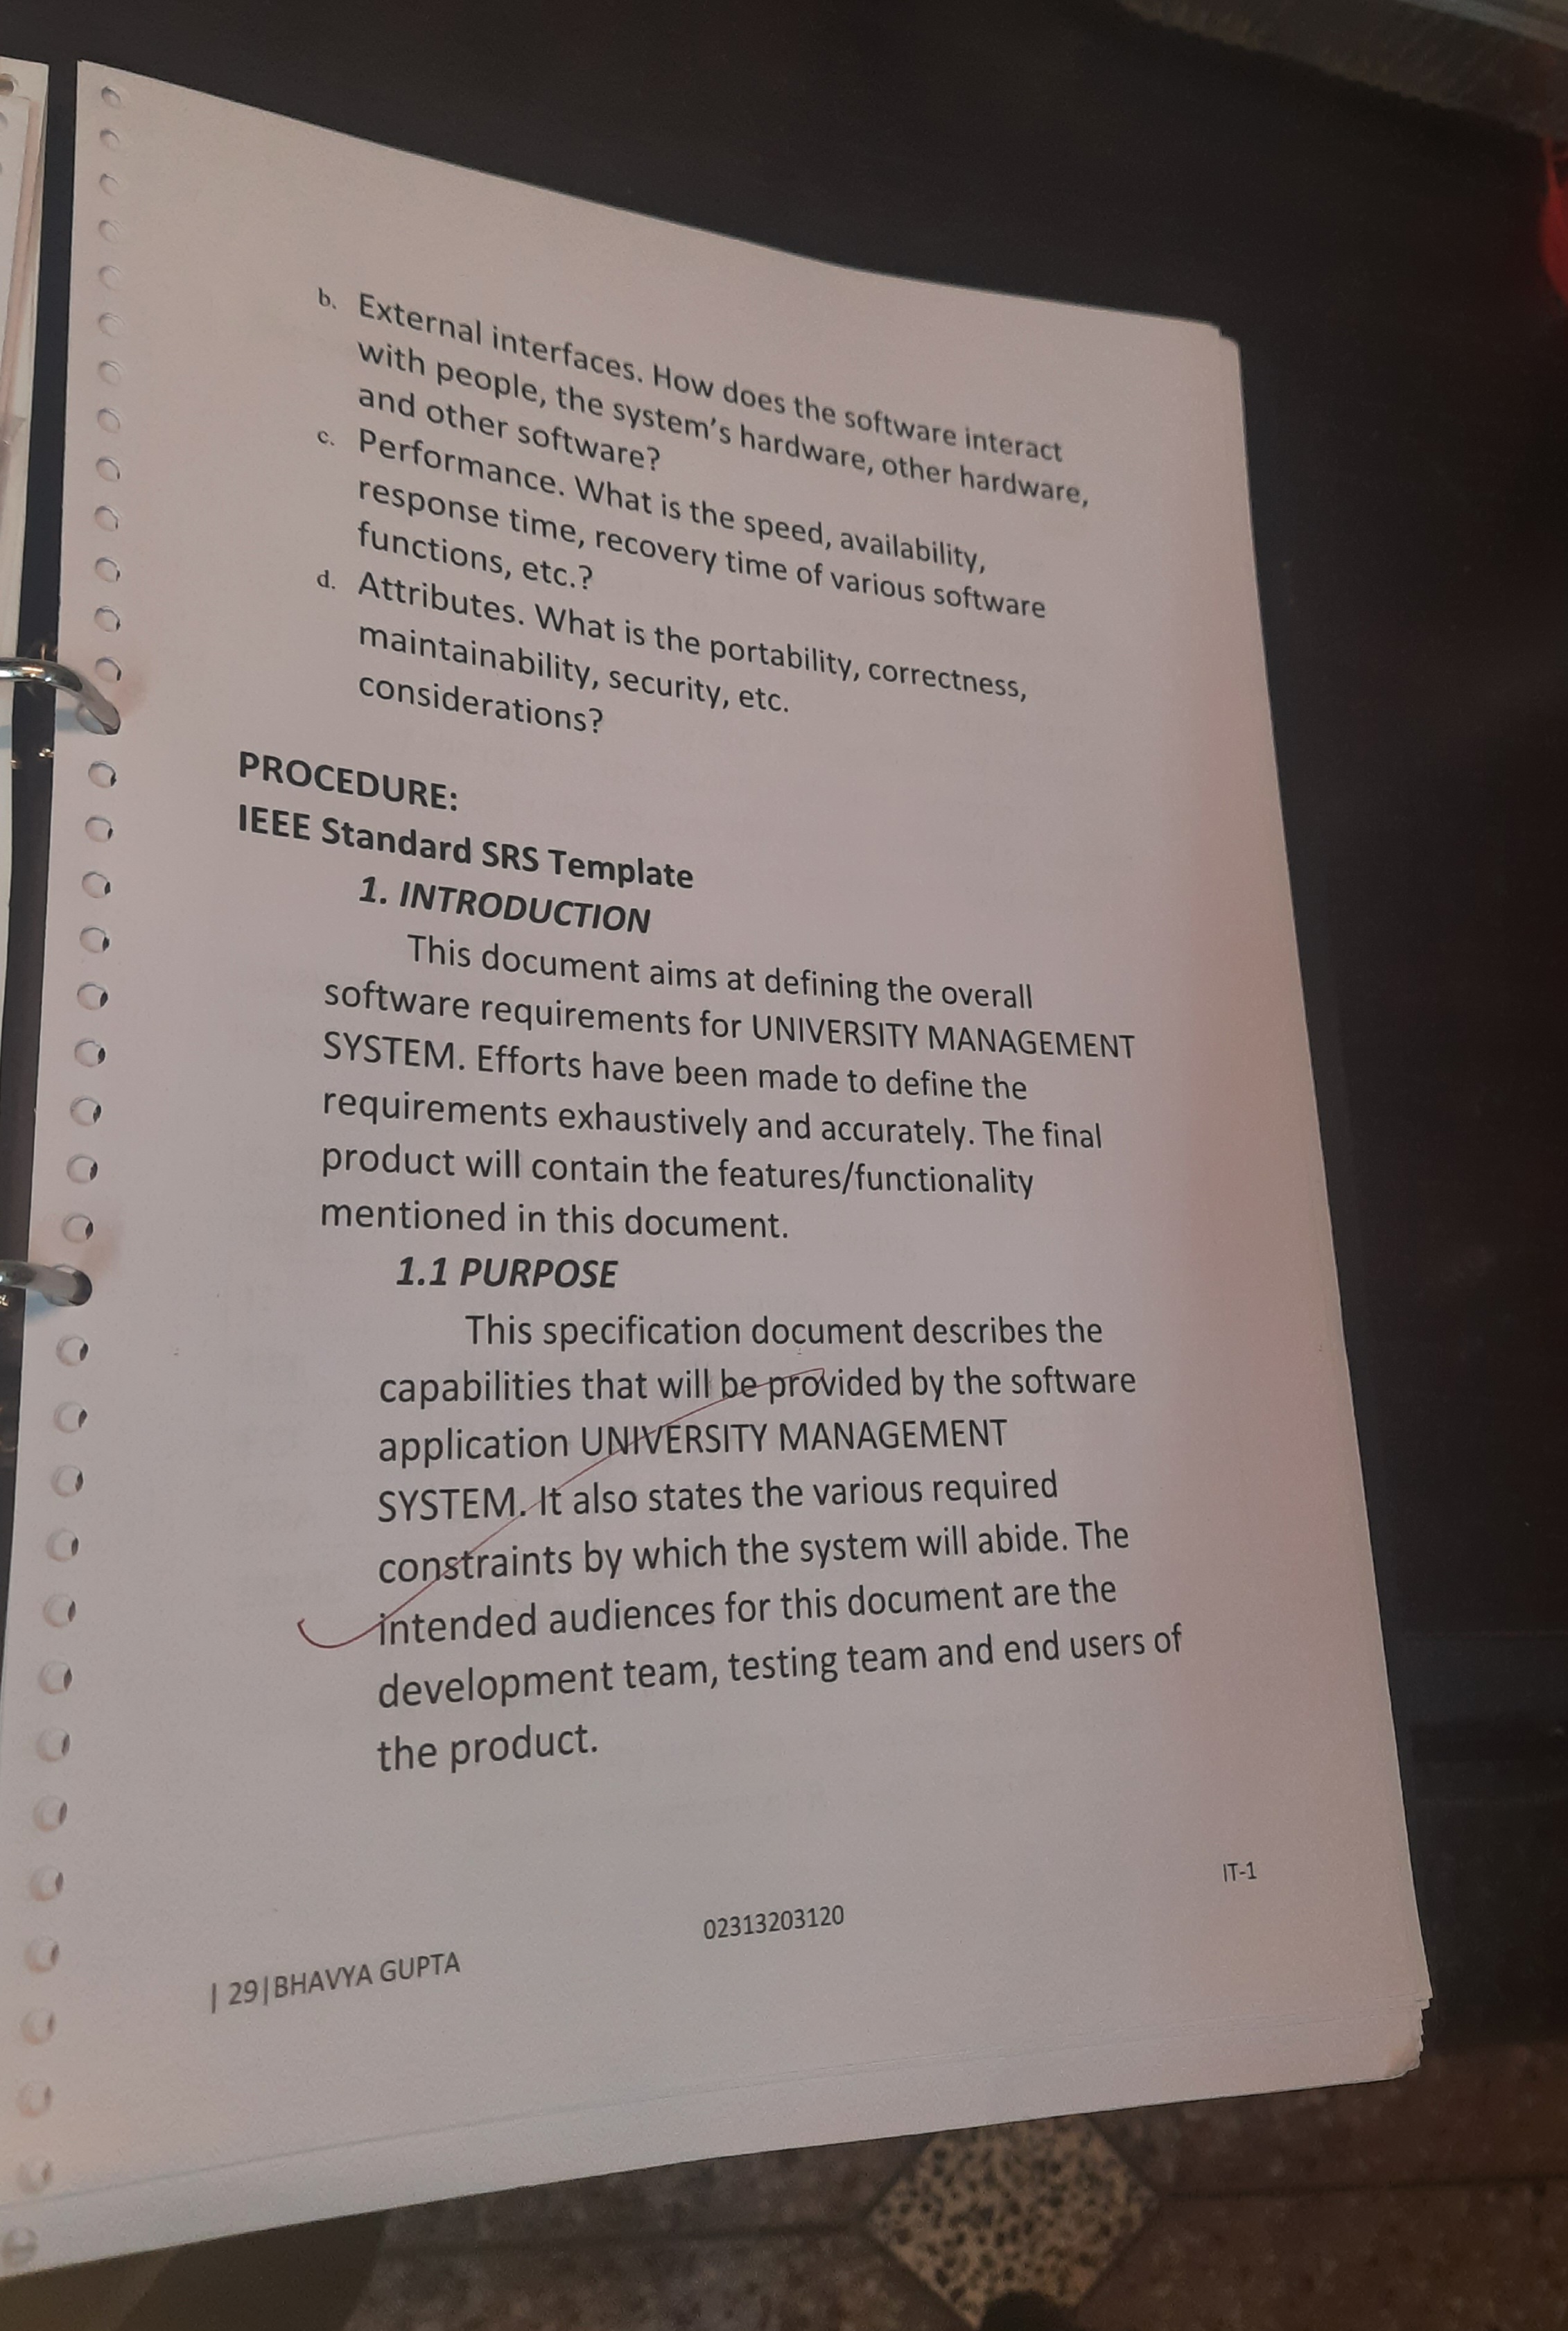 b. External interfaces. How does the software interact
with people, the system's hardware, other hardware,
and other software?
c. Performance. What is the speed, availability,
response time, recovery time of various software
functions, etc.?
d. Attributes. What is the portability, correctness,
maintainability, security, etc.
considerations?
PROCEDURE:
IEEE Standard SRS Template
1. INTRODUCTION
This document aims at defining the overall
software requirements for UNIVERSITY MANAGEMENT
SYSTEM. Efforts have been made to define the
requirements exhaustively and accurately. The final
product will contain the features/functionality
mentioned in this document.
1.1 PURPOSE
This specification document describes the
capabilities that will be provided by the software
application UNIVERSITY MANAGEMENT
SYSTEM. It also states the various required
constraints by which the system will abide. The
intended audiences for this document are the
development team, testing team and end users of
the product.
| 29|BHAVYA GUPTA 02313203120 IT-1